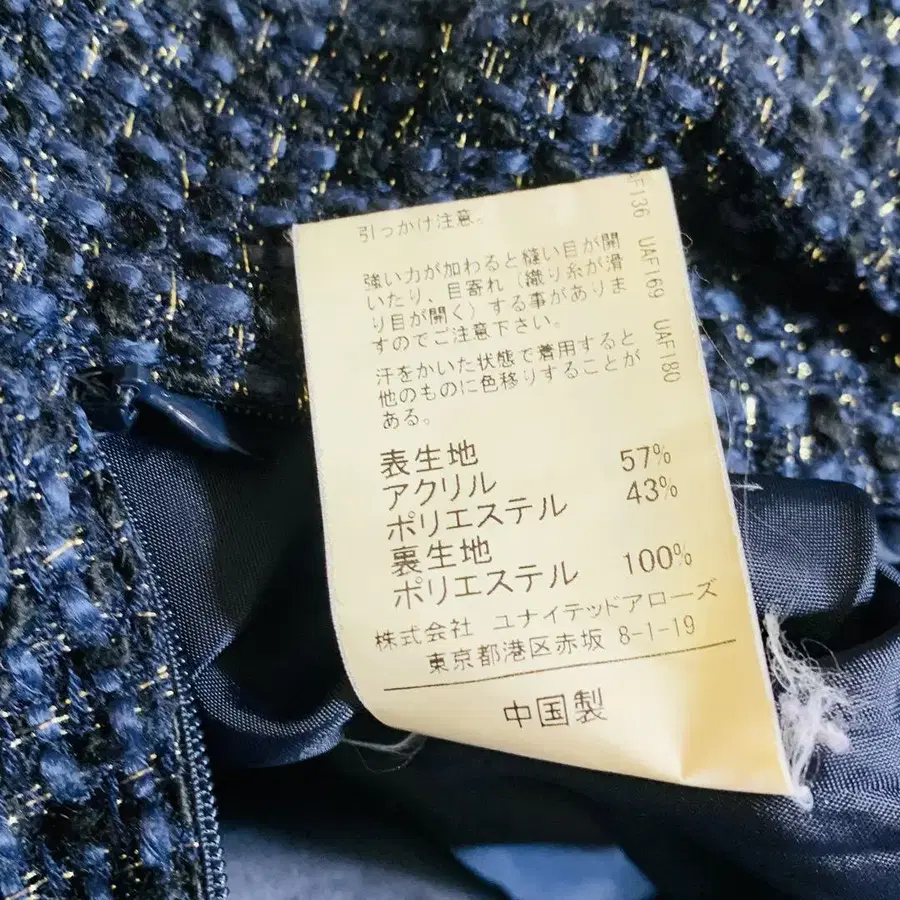 引っかけ注意。
強い力が加わると縫い目が開
いたり、目寄れ（織り糸が滑
り目が開く）する事がありま
すのでご注意下さい。
汗をかいた状態で着用すると
他のものに色移りすることが
ある。
表生地
アクリル 57%
ポリエステル 43%
裏生地
ポリエステル 100%
株式会社 ユナイテッドアローズ
東京都港区赤坂 8-1-19
中国製
AF136 UAF169 UAF180